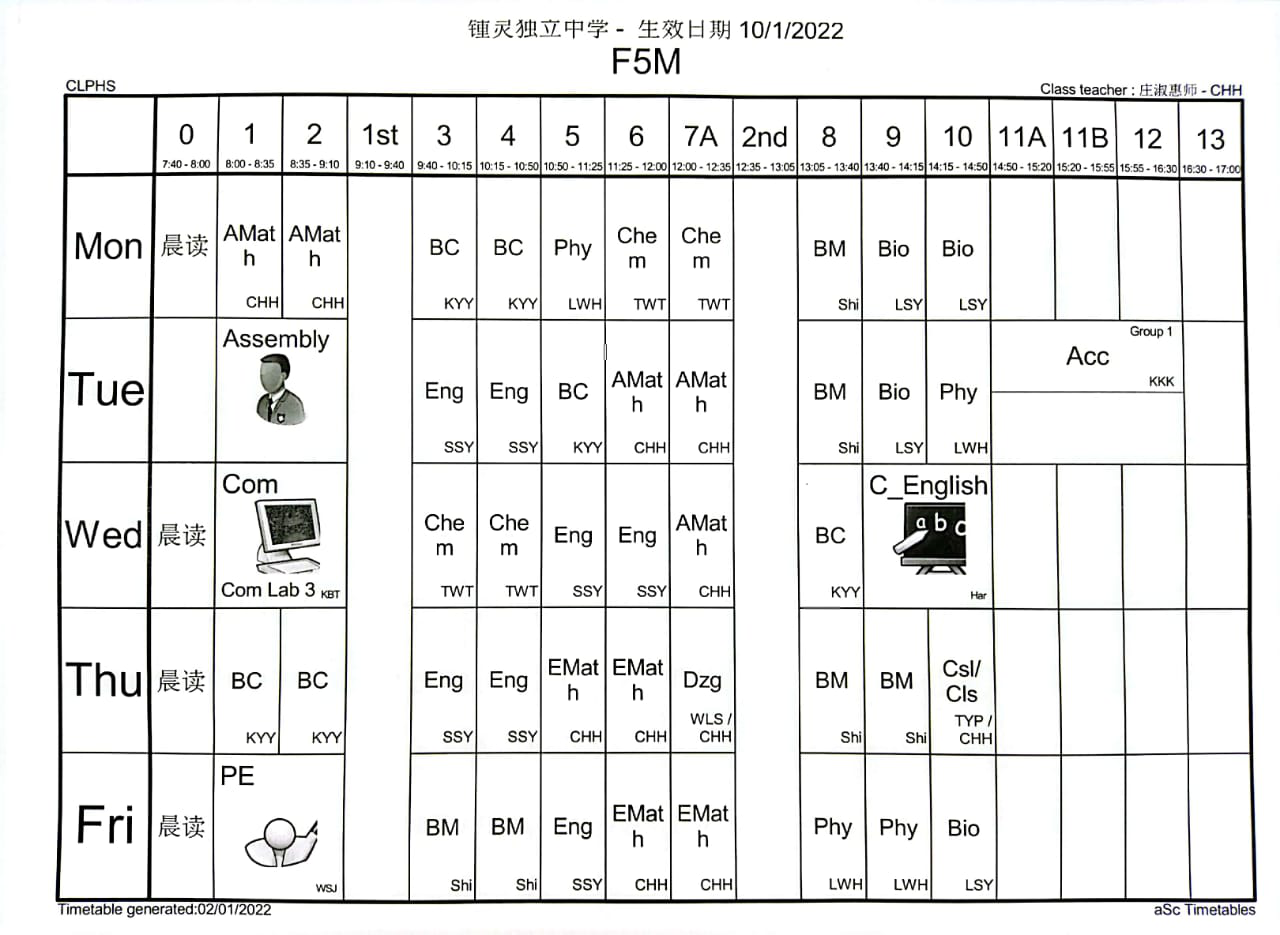 锺灵独立中学 - 生效日期 10/1/2022
F5M
CLPHS Class teacher : 庄淑惠师 - CHH
0 1 2 1st 3 4 5 6 7A 2nd 8 9 10 11A 11B 12 13
7:40 - 8:00 8:00 - 8:35 8:35 - 9:10 9:10 - 9:40 9:40 - 10:15 10:15 - 10:50 10:50 - 11:25 11:25 - 12:00 12:00 - 12:35 12:35 - 13:05 13:05 - 13:40 13:40 - 14:15 14:15 - 14:50 14:50 - 15:20 15:20 - 15:55 15:55 - 16:30 16:30 - 17:00
Mon 晨读 AMath AMath BC BC Phy Chem Chem BM Bio Bio
CHH CHH KYY KYY LWH TWT TWT Shi LSY LSY
Assembly Group 1
Tue Eng Eng BC AMath AMath BM Bio Phy Acc
KKK
SSY SSY KYY CHH CHH Shi LSY LWH
Com C_English
Wed 晨读 Chem Chem Eng Eng AMath BC a b c
Com Lab 3 KBT TWT TWT SSY SSY CHH KYY Har
Thu 晨读 BC BC Eng Eng EMath EMath Dzg BM BM Csl/Cls
KYY KYY SSY SSY CHH CHH WLS / CHH Shi Shi TYP / CHH
PE
Fri 晨读 BM BM Eng EMath EMath Phy Phy Bio
WSJ Shi Shi SSY CHH CHH LWH LWH LSY
Timetable generated:02/01/2022 aSc Timetables